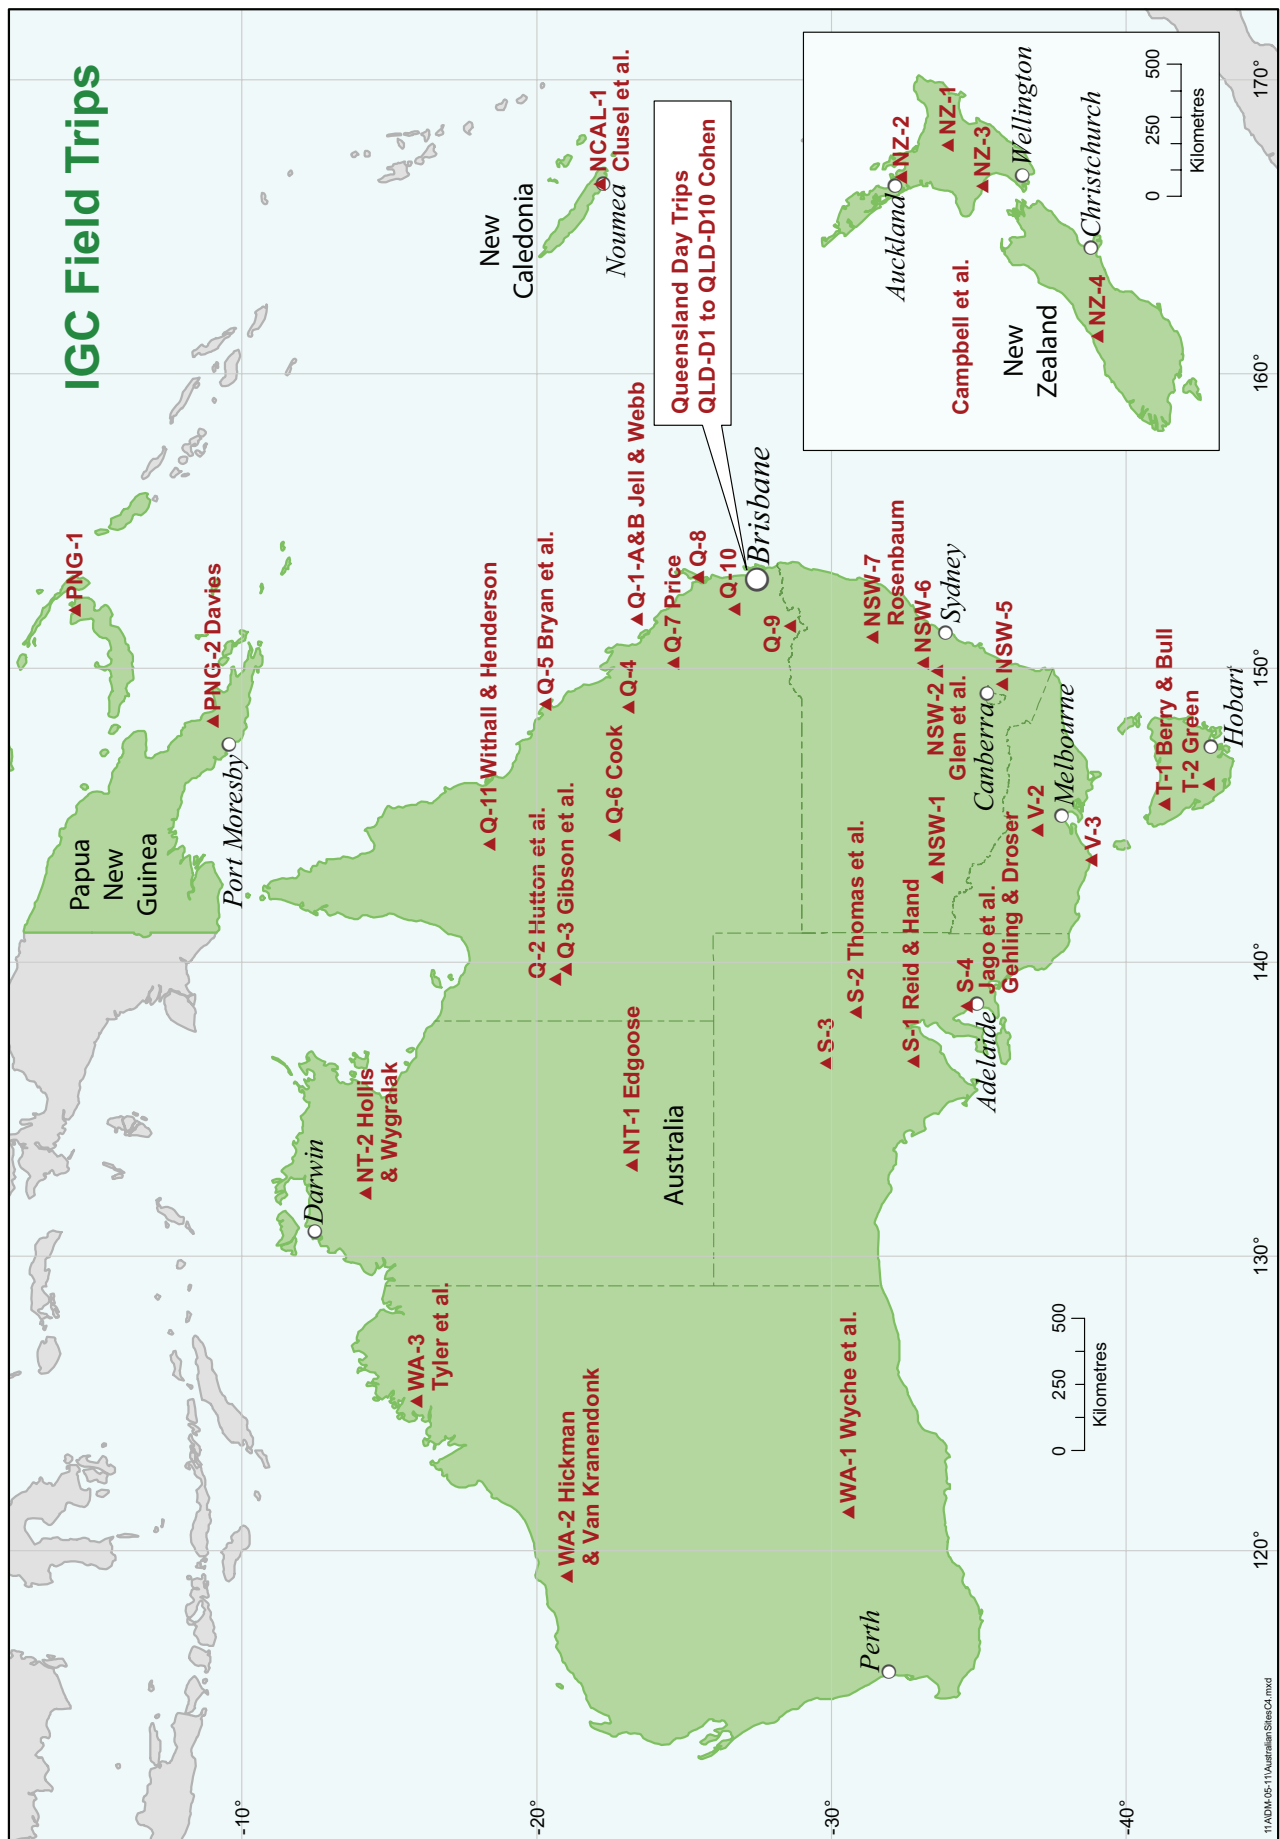 IGC Field Trips
Papua
New
Guinea
Port Moresby
PNG-1
PNG-2 Davies
New
Caledonia
Noumea
NCAL-1
Clusel et al.
Darwin
NT-2 Hollis
& Wygralak
WA-3
Tyler et al.
WA-2 Hickman
& Van Kranendonk
WA-1 Wyche et al.
Perth
NT-1 Edgoose
Australia
Q-11 Withall & Henderson
Q-2 Hutton et al.
Q-3 Gibson et al.
Q-5 Bryan et al.
Q-6 Cook
Q-4
Q-1-A&B Jell & Webb
Q-7 Price
Q-8
Q-10
Q-9
Brisbane
Queensland Day Trips
QLD-D1 to QLD-D10 Cohen
S-3
S-2 Thomas et al.
S-1 Reid & Hand
S-4
Jago et al.
Gehling & Droser
Adelaide
NSW-7
Rosenbaum
NSW-6
NSW-2
Glen et al.
NSW-1
NSW-5
Sydney
Canberra
V-2
Melbourne
V-3
T-1 Berry & Bull
T-2 Green
Hobart
Auckland
NZ-2
NZ-1
NZ-3
Wellington
Campbell et al.
New
Zealand
NZ-4
Christchurch
0 250 500
Kilometres
0 250 500
Kilometres
-10°
-20°
-30°
-40°
120°
130°
140°
150°
160°
170°
11A\DM-05-11\AustralianSitesC4.mxd